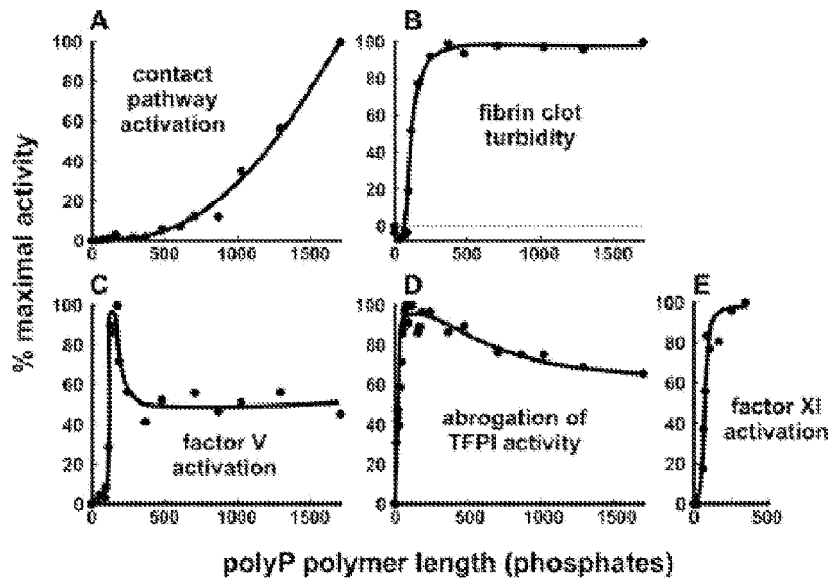 A
B
100
80
60
40
20
0
contact
pathway
activation
0
500
1000
1500
100
80
60
40
20
0
fibrin clot
turbidity
0
500
1000
1500
% maximal activity
C
D
E
100
80
60
40
20
0
factor V
activation
0
500
1000
1500
100
80
60
40
20
0
abrogation of
TFPI activity
0
500
1000
1500
100
80
60
40
20
0
factor XI
activation
0
500
polyP polymer length (phosphates)